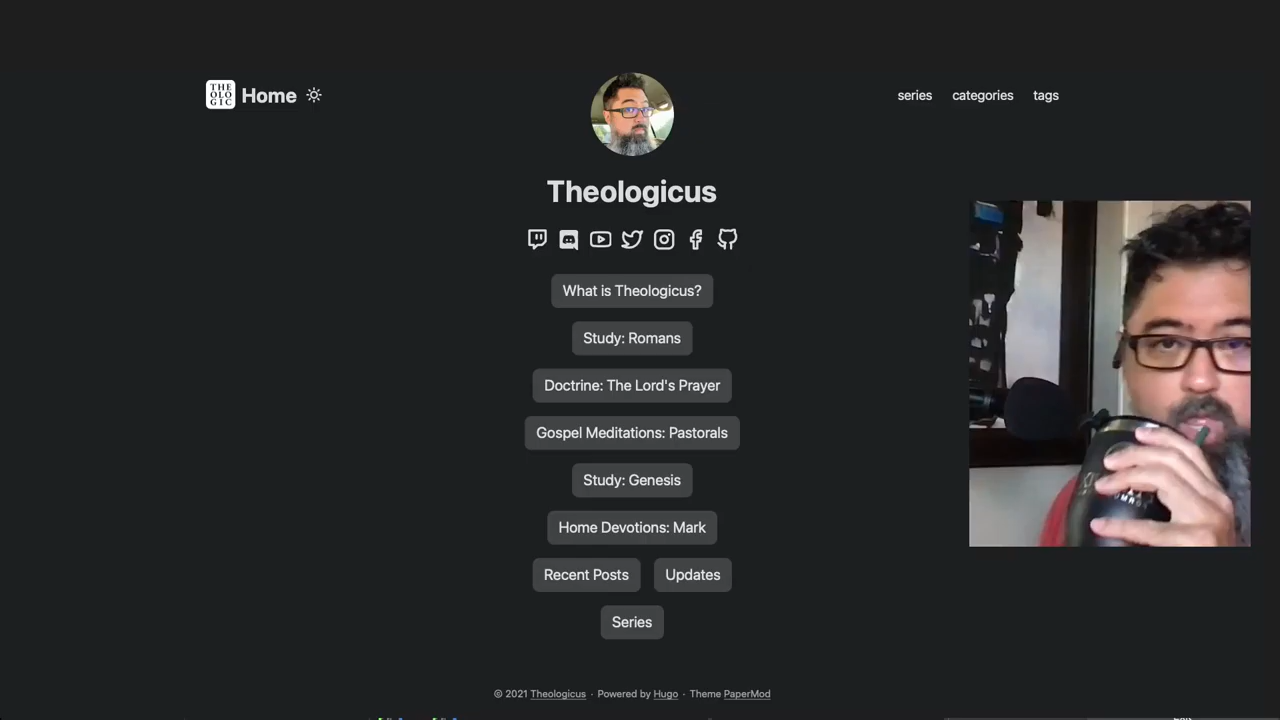 THE
OLO
GIC
Home
series categories tags
Theologicus
What is Theologicus?
Study: Romans
Doctrine: The Lord's Prayer
Gospel Meditations: Pastorals
Study: Genesis
Home Devotions: Mark
Recent Posts Updates
Series
© 2021 Theologicus · Powered by Hugo · Theme PaperMod